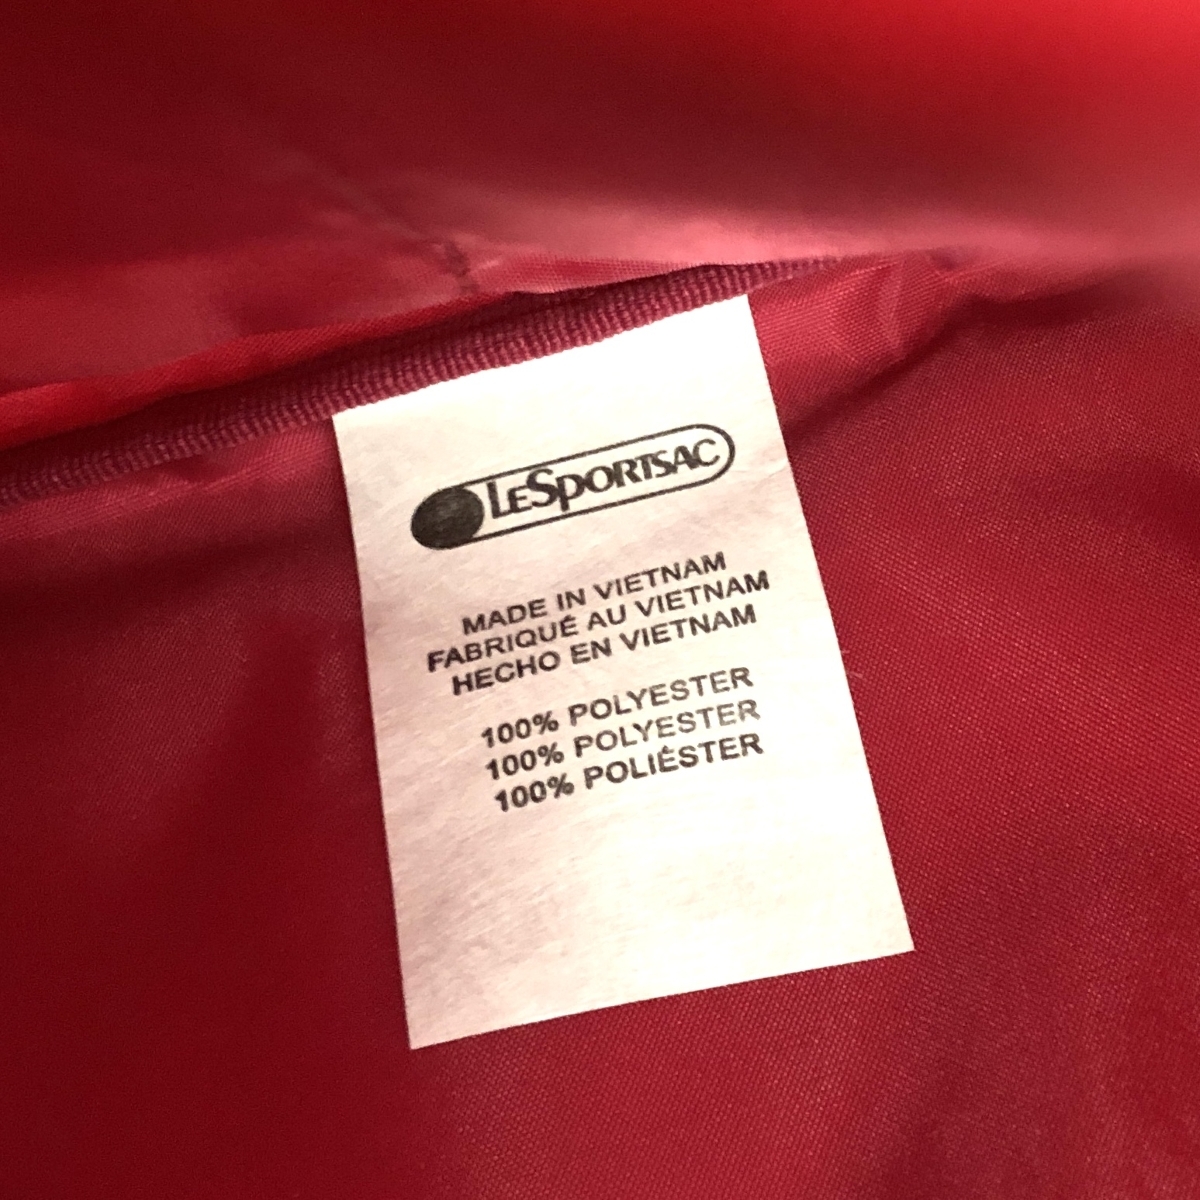 LESPORTSAC
MADE IN VIETNAM
FABRIQUÉ AU VIETNAM
HECHO EN VIETNAM
100% POLYESTER
100% POLYESTER
100% POLIÉSTER